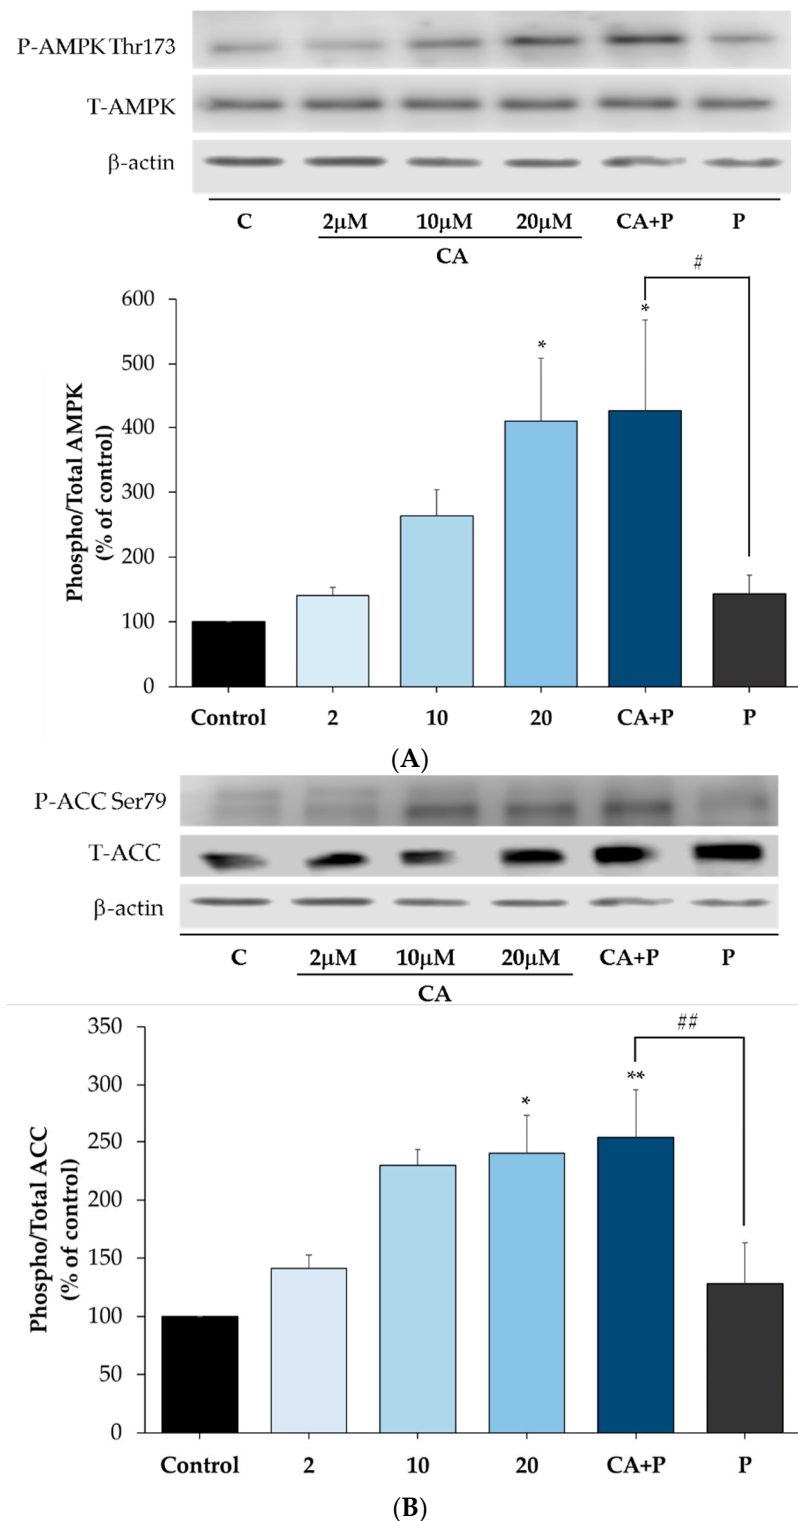 P-AMPK Thr173
T-AMPK
β-actin
C 2µM 10µM 20µM CA+P P
CA
#
600
500
400
300
200
100
0
Phospho/Total AMPK
(% of control)
*
*
Control 2 10 20 CA+P P
(A)
P-ACC Ser79
T-ACC
β-actin
C 2µM 10µM 20µM CA+P P
CA
##
350
300
250
200
150
100
50
0
Phospho/Total ACC
(% of control)
*
**
Control 2 10 20 CA+P P
(B)